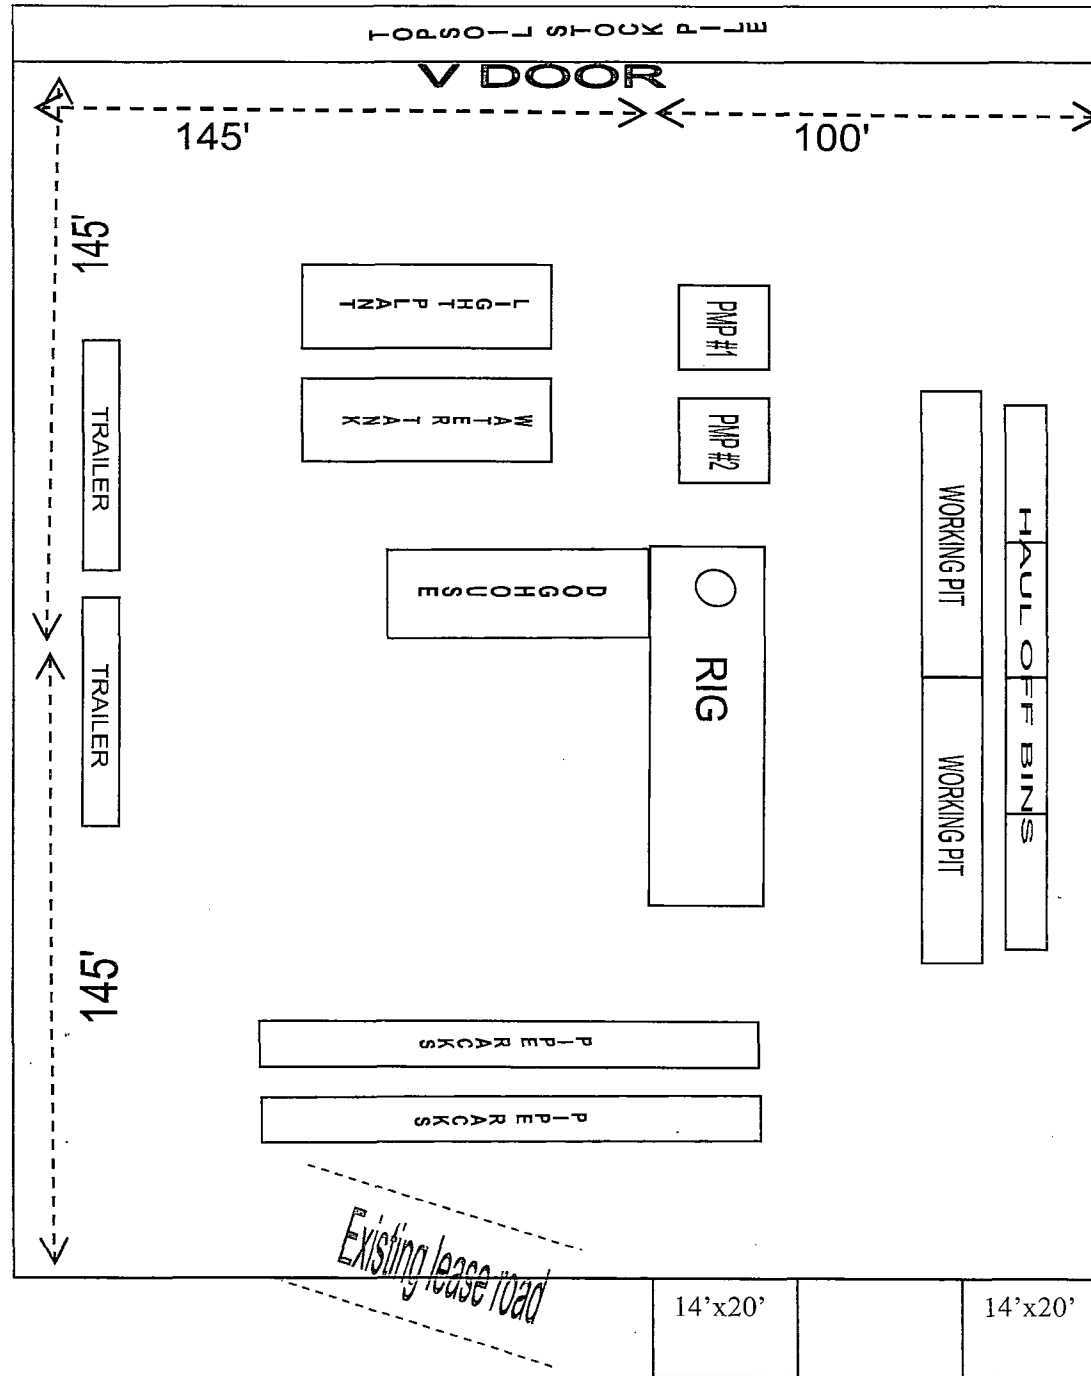 TOPSOIL STOCK PILE
V DOOR
145'
100'
145'
LIGHT PLANT
PMP #1
WATER TANK
PMP #2
TRAILER
WORKING PIT
HAUL OFF BINS
DOGHOUSE
RIG
TRAILER
WORKING PIT
145'
PIPE RACKS
PIPE RACKS
Existing lease road
14'x20'
14'x20'